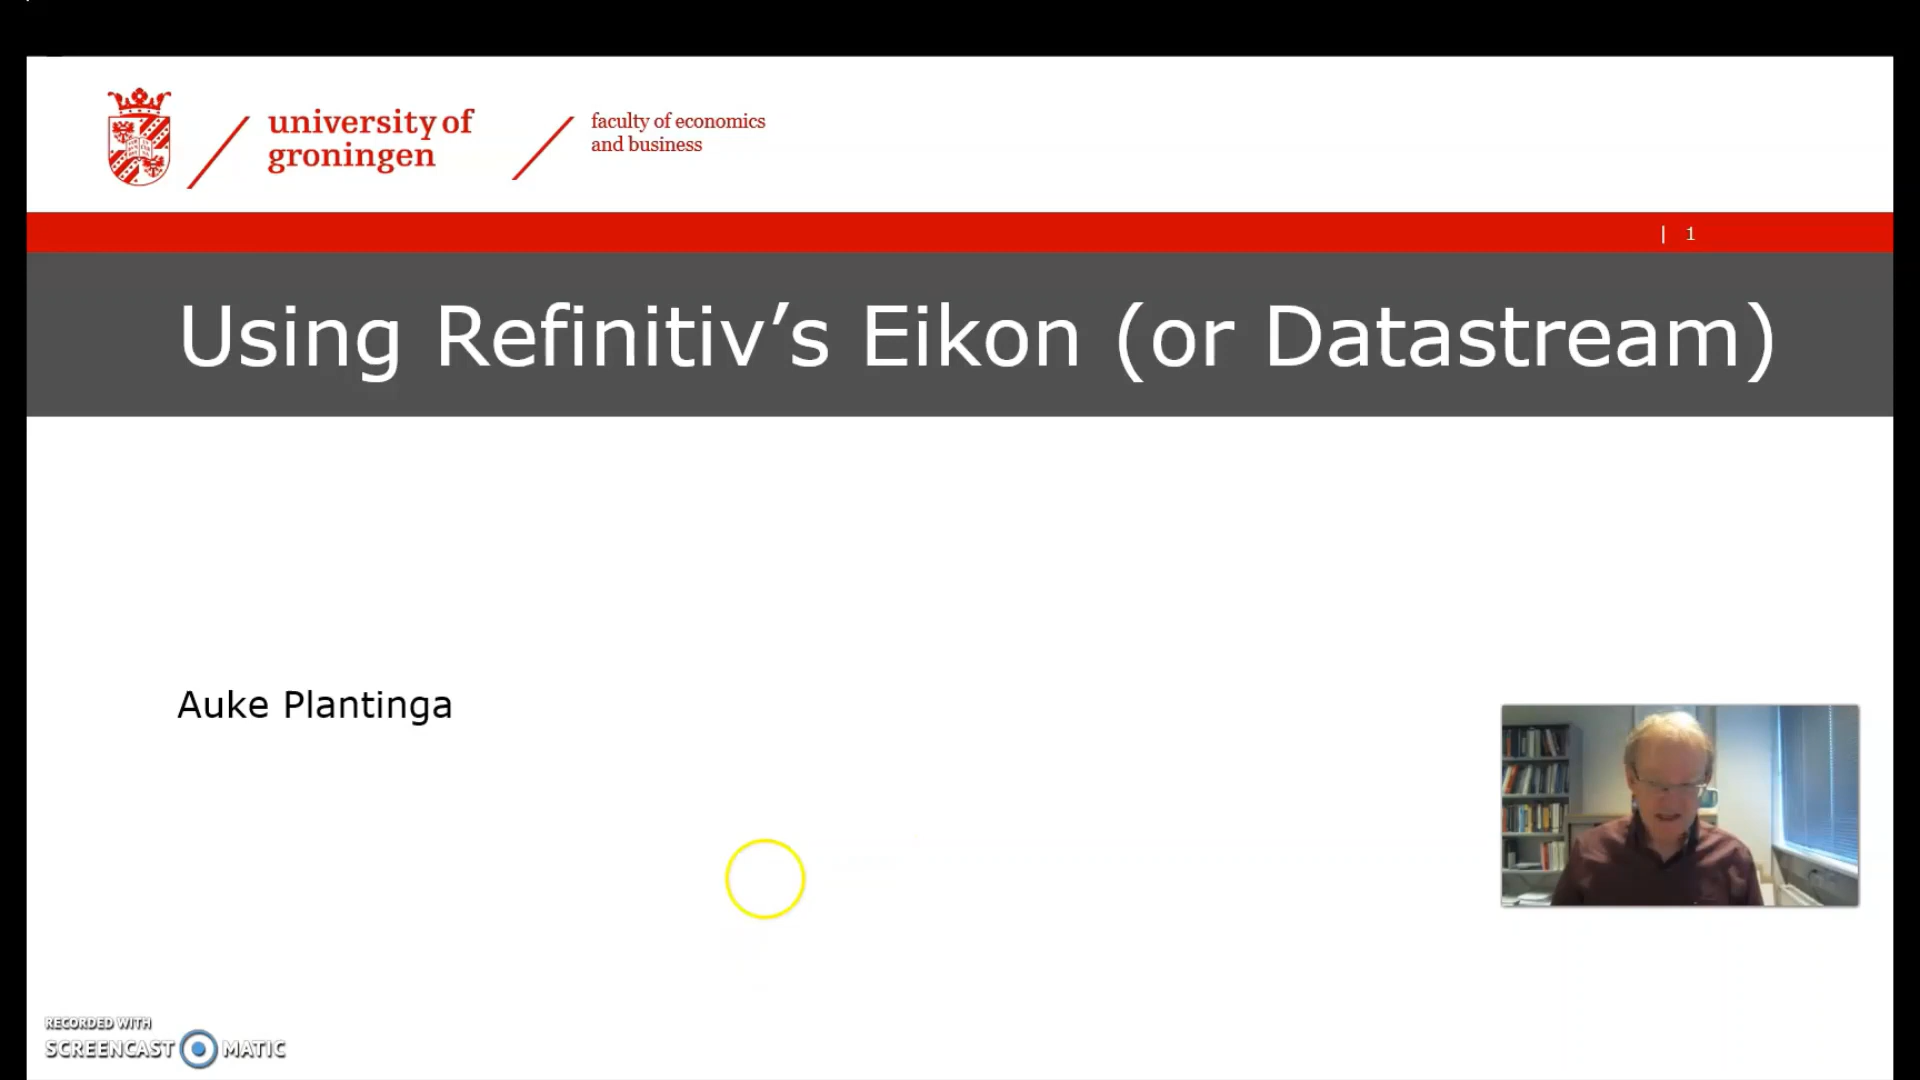 university of
groningen
faculty of economics
and business
| 1
Using Refinitiv’s Eikon (or Datastream)
Auke Plantinga
RECORDED WITH
SCREENCAST MATIC